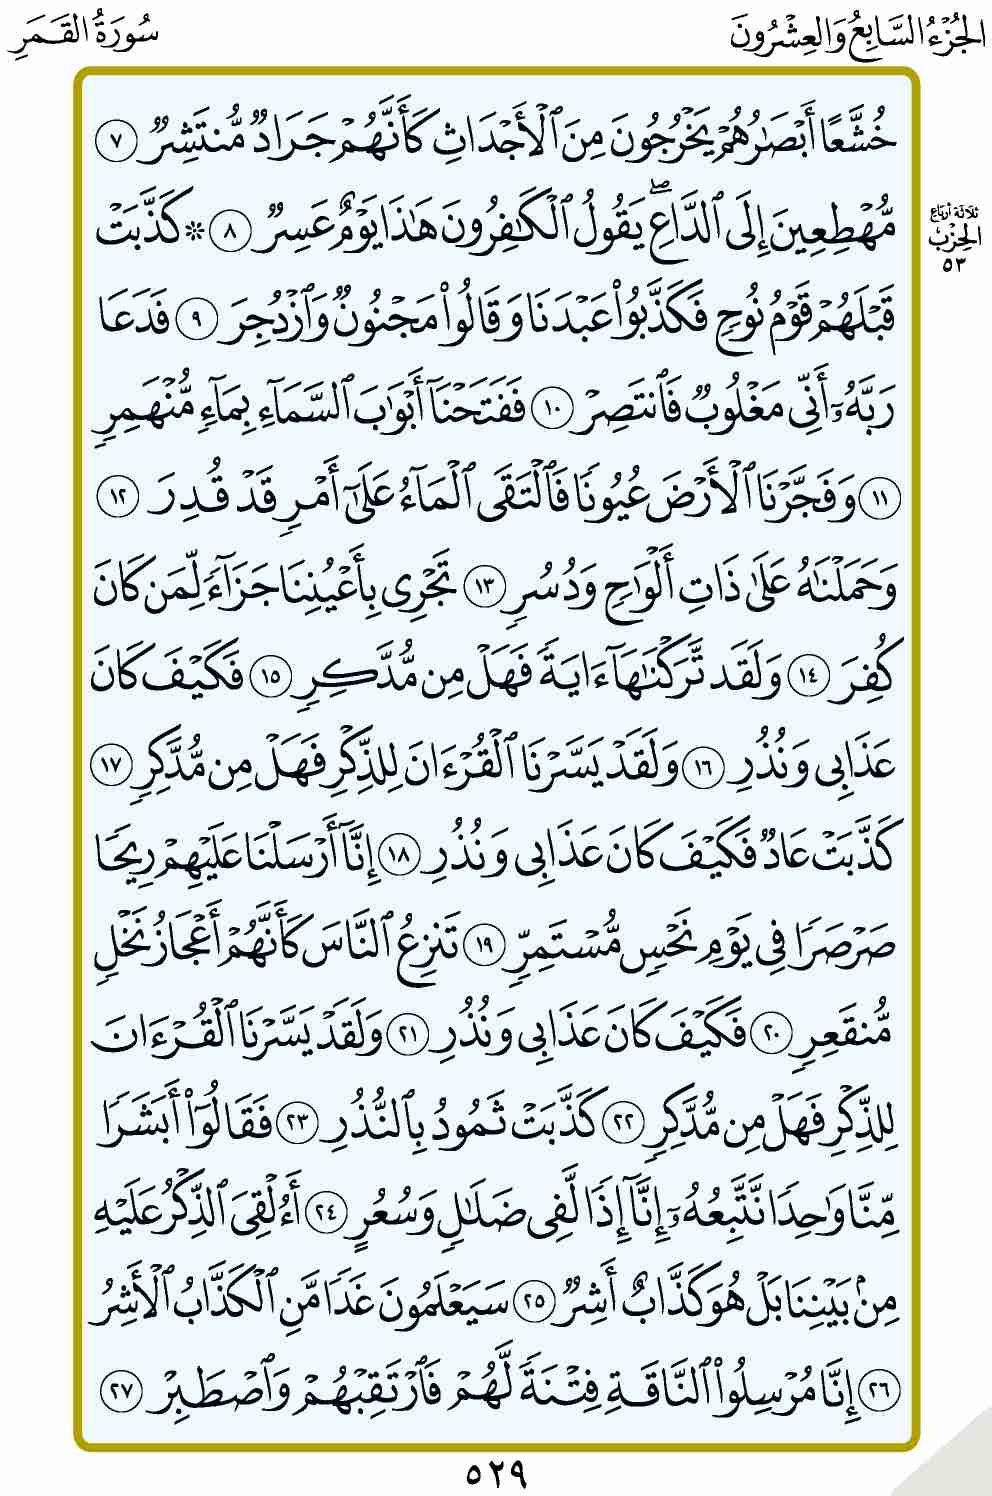 الجُزْءُ السَّابِعُ وَالعِشْرُونَ
سُورَةُ القَمَرِ
خُشَّعًا أَبْصَٰرُهُمْ يَخْرُجُونَ مِنَ ٱلْأَجْدَاثِ كَأَنَّهُمْ جَرَادٌ مُّنتَشِرٌ ٧
مُّهْطِعِينَ إِلَى ٱلدَّاعِ ۖ يَقُولُ ٱلْكَٰفِرُونَ هَٰذَا يَوْمٌ عَسِرٌ ٨ ۞ كَذَّبَتْ
ثلاثة أرباع
الحِزْب
٥٣
قَبْلَهُمْ قَوْمُ نُوحٍ فَكَذَّبُوا۟ عَبْدَنَا وَقَالُوا۟ مَجْنُونٌ وَٱزْدُجِرَ ٩ فَدَعَا
رَبَّهُۥٓ أَنِّى مَغْلُوبٌ فَٱنتَصِرْ ١٠ فَفَتَحْنَآ أَبْوَٰبَ ٱلسَّمَآءِ بِمَآءٍ مُّنْهَمِرٍ
١١ وَفَجَّرْنَا ٱلْأَرْضَ عُيُونًا فَٱلْتَقَى ٱلْمَآءُ عَلَىٰٓ أَمْرٍ قَدْ قُدِرَ ١٢
وَحَمَلْنَٰهُ عَلَىٰ ذَاتِ أَلْوَٰحٍ وَدُسُرٍ ١٣ تَجْرِى بِأَعْيُنِنَا جَزَآءً لِّمَن كَانَ
كُفِرَ ١٤ وَلَقَد تَّرَكْنَٰهَآ ءَايَةً فَهَلْ مِن مُّدَّكِرٍ ١٥ فَكَيْفَ كَانَ
عَذَابِى وَنُذُرِ ١٦ وَلَقَدْ يَسَّرْنَا ٱلْقُرْءَانَ لِلذِّكْرِ فَهَلْ مِن مُّدَّكِرٍ ١٧
كَذَّبَتْ عَادٌ فَكَيْفَ كَانَ عَذَابِى وَنُذُرِ ١٨ إِنَّآ أَرْسَلْنَا عَلَيْهِمْ رِيحًا
صَرْصَرًا فِى يَوْمِ نَحْسٍ مُّسْتَمِرٍّ ١٩ تَنزِعُ ٱلنَّاسَ كَأَنَّهُمْ أَعْجَازُ نَخْلٍ
مُّنقَعِرٍ ٢٠ فَكَيْفَ كَانَ عَذَابِى وَنُذُرِ ٢١ وَلَقَدْ يَسَّرْنَا ٱلْقُرْءَانَ
لِلذِّكْرِ فَهَلْ مِن مُّدَّكِرٍ ٢٢ كَذَّبَتْ ثَمُودُ بِٱلنُّذُرِ ٢٣ فَقَالُوٓا۟ أَبَشَرًا
مِّنَّا وَٰحِدًا نَّتَّبِعُهُۥٓ إِنَّآ إِذًا لَّفِى ضَلَٰلٍ وَسُعُرٍ ٢٤ أَءُلْقِىَ ٱلذِّكْرُ عَلَيْهِ
مِنۢ بَيْنِنَا بَلْ هُوَ كَذَّابٌ أَشِرٌ ٢٥ سَيَعْلَمُونَ غَدًا مَّنِ ٱلْكَذَّابُ ٱلْأَشِرُ
٢٦ إِنَّا مُرْسِلُوا۟ ٱلنَّاقَةِ فِتْنَةً لَّهُمْ فَٱرْتَقِبْهُمْ وَٱصْطَبِرْ ٢٧
٥٢٩